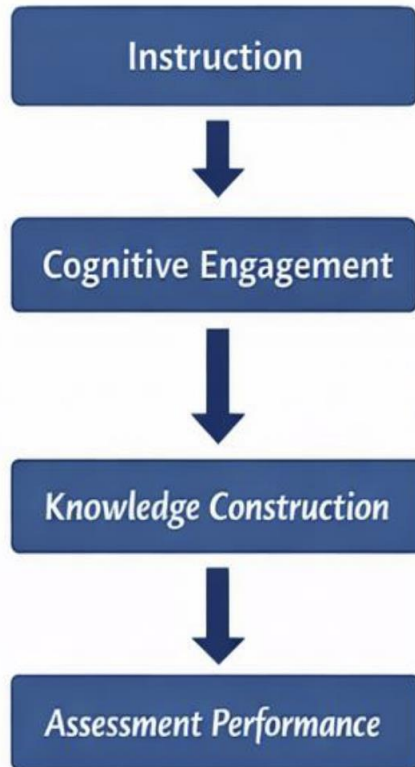 Instruction
Cognitive Engagement
Knowledge Construction
Assessment Performance